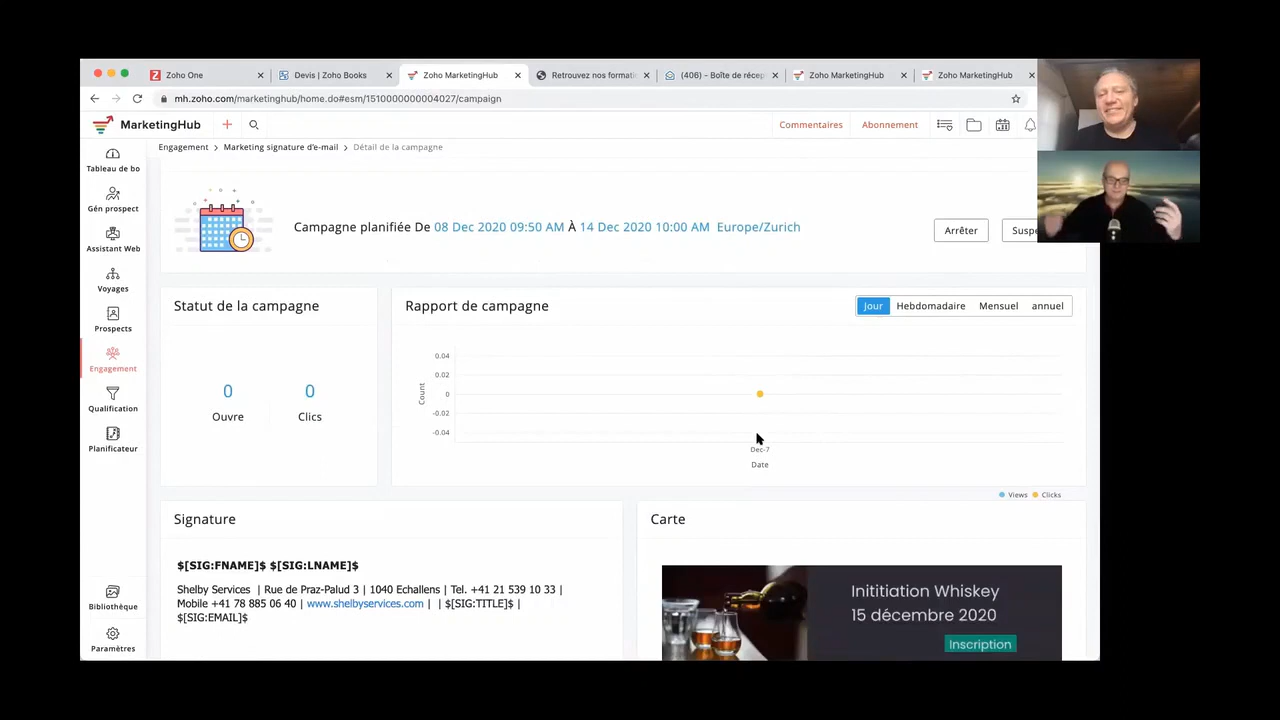 Zoho One
Devis | Zoho Books
Zoho MarketingHub
Retrouvez nos formati
(406) - Boîte de récep
Zoho MarketingHub
Zoho MarketingHub
mh.zoho.com/marketinghub/home.do#esm/1510000000004027/campaign
MarketingHub
Commentaires
Abonnement
Engagement > Marketing signature d'e-mail > Détail de la campagne
Tableau de bo
Gén prospect
Assistant Web
Voyages
Prospects
Engagement
Qualification
Planificateur
Bibliothèque
Paramètres
Campagne planifiée De 08 Dec 2020 09:50 AM À 14 Dec 2020 10:00 AM Europe/Zurich
Arrêter
Suspe
Statut de la campagne
0
Ouvre
0
Clics
Rapport de campagne
Jour
Hebdomadaire
Mensuel
annuel
0.04
0.02
0
-0.02
-0.04
Count
Dec-7
Date
Views
Clicks
Signature
$[SIG:FNAME]$ $[SIG:LNAME]$
Shelby Services | Rue de Praz-Palud 3 | 1040 Echallens | Tel. +41 21 539 10 33 |
Mobile +41 78 885 06 40 | www.shelbyservices.com | | $[SIG:TITLE]$ |
$[SIG:EMAIL]$
Carte
Inititiation Whiskey
15 décembre 2020
Inscription